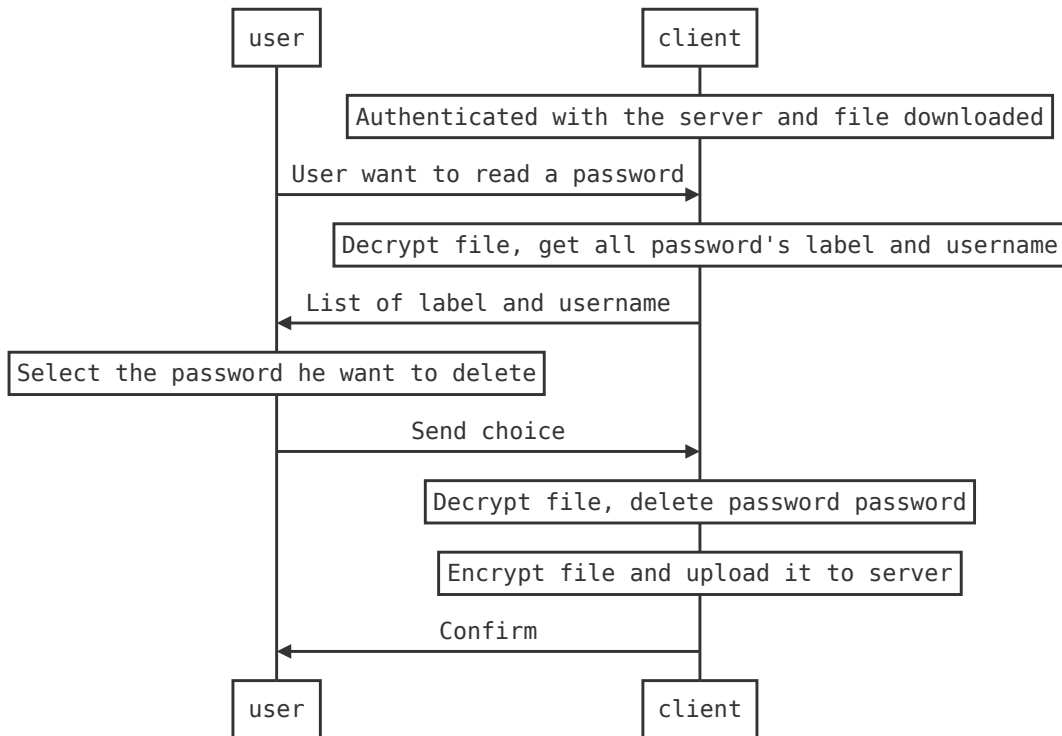 user
client
Authenticated with the server and file downloaded
User want to read a password
Decrypt file, get all password's label and username
List of label and username
Select the password he want to delete
Send choice
Decrypt file, delete password password
Encrypt file and upload it to server
Confirm
user
client